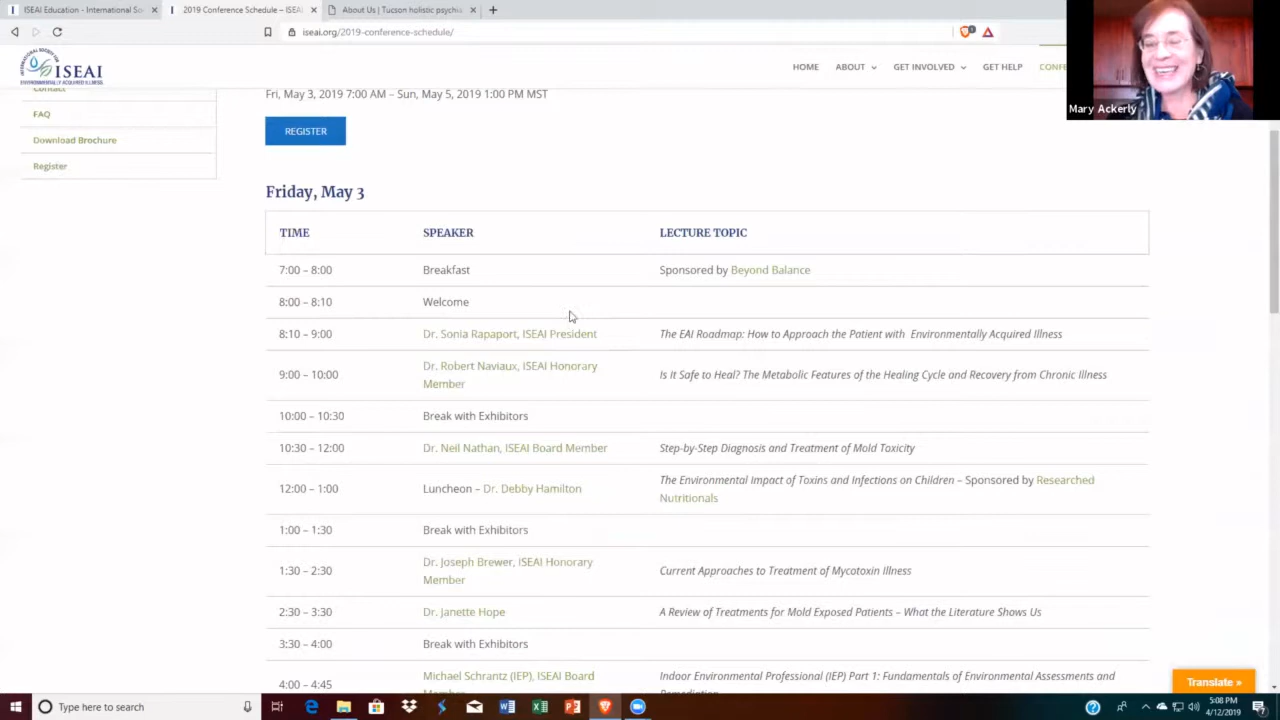 ISEAI Education - International So
2019 Conference Schedule – ISEAI
About Us | Tucson holistic psychia
iseai.org/2019-conference-schedule/
INTERNATIONAL SOCIETY FOR
ISEAI
ENVIRONMENTALLY ACQUIRED ILLNESS
HOME
ABOUT
GET INVOLVED
GET HELP
CONFE
Mary Ackerly
Contact
FAQ
Download Brochure
Register
Fri, May 3, 2019 7:00 AM – Sun, May 5, 2019 1:00 PM MST
REGISTER
Friday, May 3
TIME SPEAKER LECTURE TOPIC
7:00 – 8:00 Breakfast Sponsored by Beyond Balance
8:00 – 8:10 Welcome
8:10 – 9:00 Dr. Sonia Rapaport, ISEAI President The EAI Roadmap: How to Approach the Patient with Environmentally Acquired Illness
9:00 – 10:00 Dr. Robert Naviaux, ISEAI Honorary
Member Is It Safe to Heal? The Metabolic Features of the Healing Cycle and Recovery from Chronic Illness
10:00 – 10:30 Break with Exhibitors
10:30 – 12:00 Dr. Neil Nathan, ISEAI Board Member Step-by-Step Diagnosis and Treatment of Mold Toxicity
12:00 – 1:00 Luncheon – Dr. Debby Hamilton The Environmental Impact of Toxins and Infections on Children – Sponsored by Researched
Nutritionals
1:00 – 1:30 Break with Exhibitors
1:30 – 2:30 Dr. Joseph Brewer, ISEAI Honorary
Member Current Approaches to Treatment of Mycotoxin Illness
2:30 – 3:30 Dr. Janette Hope A Review of Treatments for Mold Exposed Patients – What the Literature Shows Us
3:30 – 4:00 Break with Exhibitors
4:00 – 4:45 Michael Schrantz (IEP), ISEAI Board
Member Indoor Environmental Professional (IEP) Part 1: Fundamentals of Environmental Assessments and
Remediation
Translate »
Type here to search
5:08 PM
4/12/2019